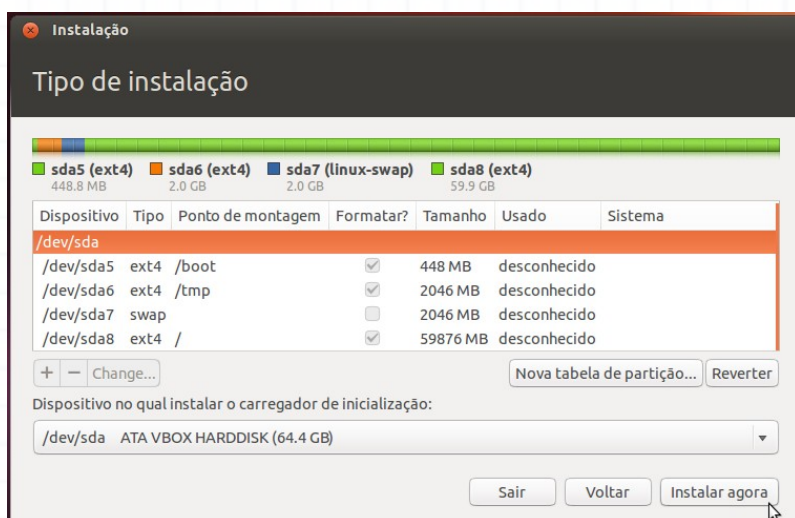 Instalação
Tipo de instalação
sda5 (ext4) sda6 (ext4) sda7 (linux-swap) sda8 (ext4)
448.8 MB 2.0 GB 2.0 GB 59.9 GB
Dispositivo Tipo Ponto de montagem Formatar? Tamanho Usado Sistema
/dev/sda
/dev/sda5 ext4 /boot 448 MB desconhecido
/dev/sda6 ext4 /tmp 2046 MB desconhecido
/dev/sda7 swap 2046 MB desconhecido
/dev/sda8 ext4 / 59876 MB desconhecido
+ − Change... Nova tabela de partição... Reverter
Dispositivo no qual instalar o carregador de inicialização:
/dev/sda ATA VBOX HARDDISK (64.4 GB)
Sair Voltar Instalar agora